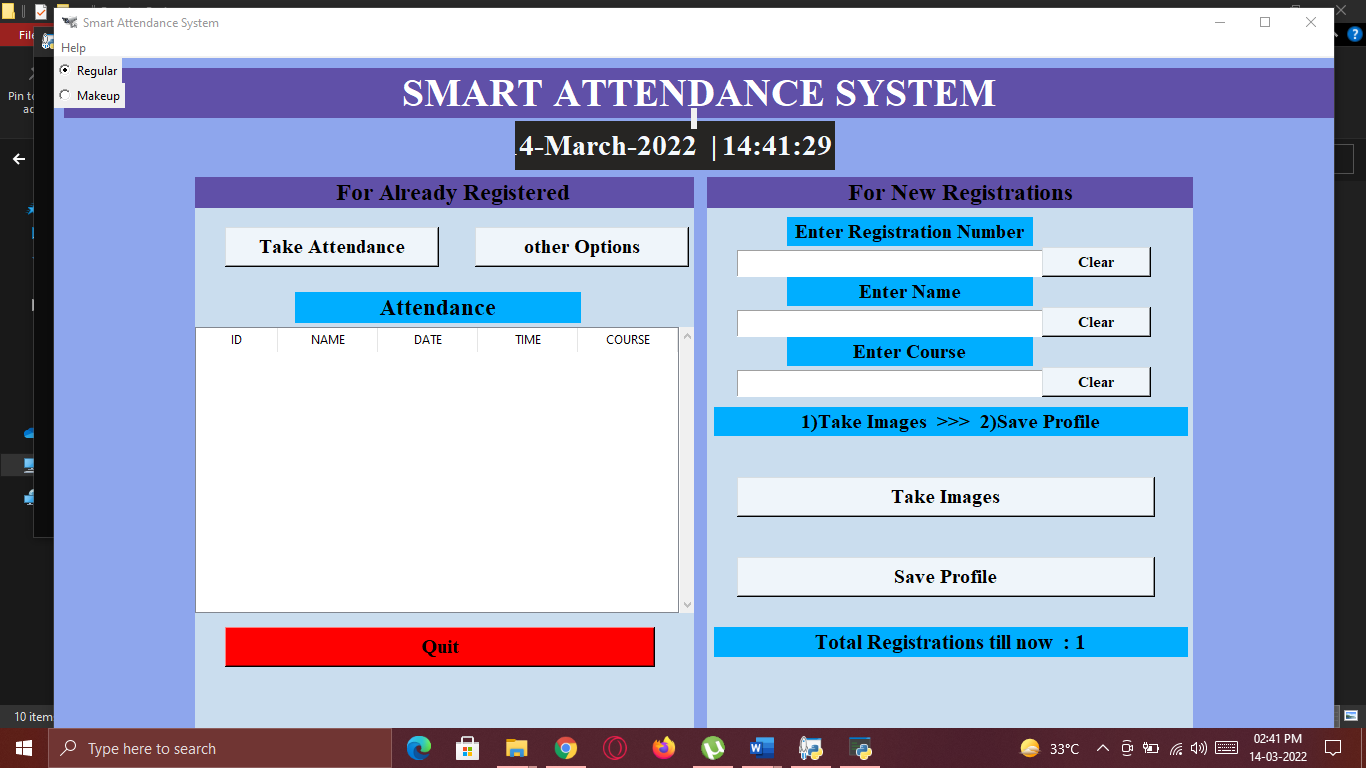 Smart Attendance System
Help
Regular
Makeup
SMART ATTENDANCE SYSTEM
4-March-2022 |14:41:29
For Already Registered
For New Registrations
Take Attendance
other Options
Enter Registration Number
Clear
Enter Name
Clear
Enter Course
Clear
Attendance
ID NAME DATE TIME COURSE
1)Take Images >>> 2)Save Profile
Take Images
Save Profile
Quit
Total Registrations till now : 1
10 item
Type here to search
33°C
02:41 PM
14-03-2022